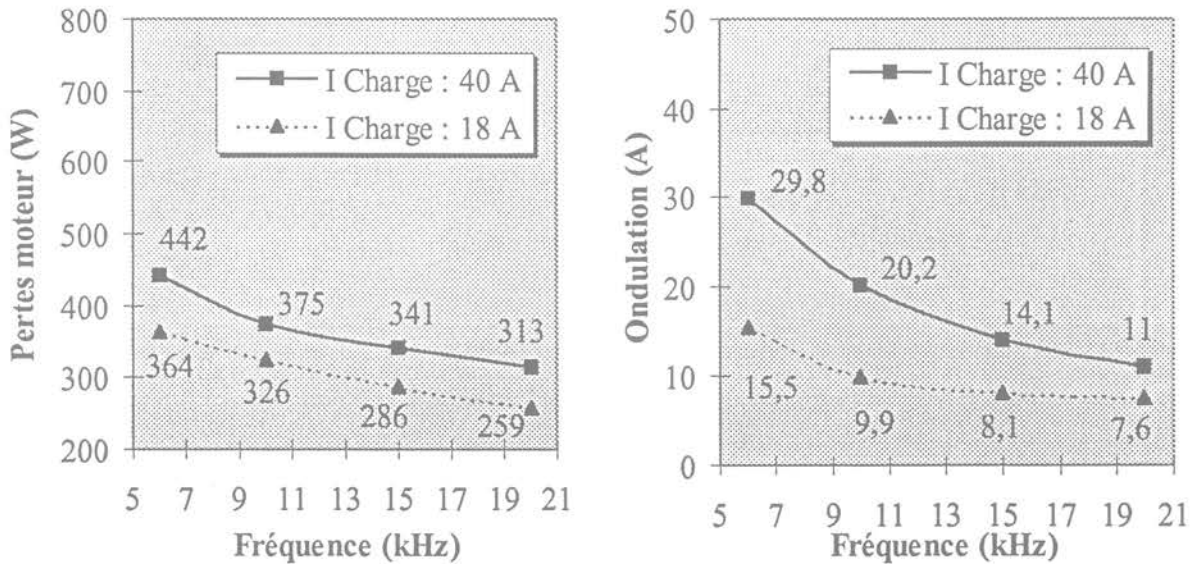 Pertes moteur (W)
800
700
600
500
400
300
200
I Charge : 40 A
I Charge : 18 A
442
375
341
313
364
326
286
259
5 7 9 11 13 15 17 19 21
Fréquence (kHz)
Ondulation (A)
50
40
30
20
10
0
I Charge : 40 A
I Charge : 18 A
29,8
20,2
14,1
11
15,5
9,9
8,1
7,6
5 7 9 11 13 15 17 19 21
Fréquence (kHz)